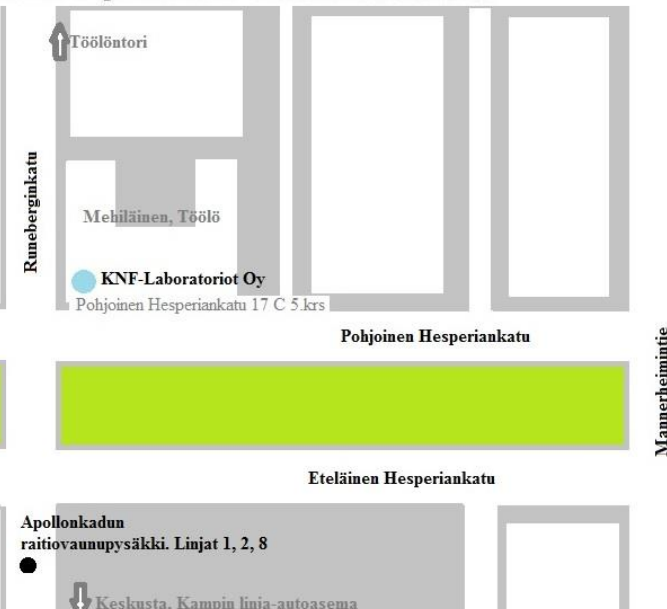 Töölöntori
Runeberginkatu
Mehiläinen, Töölö
KNF-Laboratoriot Oy
Pohjoinen Hesperiankatu 17 C 5.krs
Pohjoinen Hesperiankatu
Mannerheimintie
Eteläinen Hesperiankatu
Apollonkadun
raitiovaunupysäkki. Linjat 1, 2, 8
Keskusta, Kampin linja-autoasema